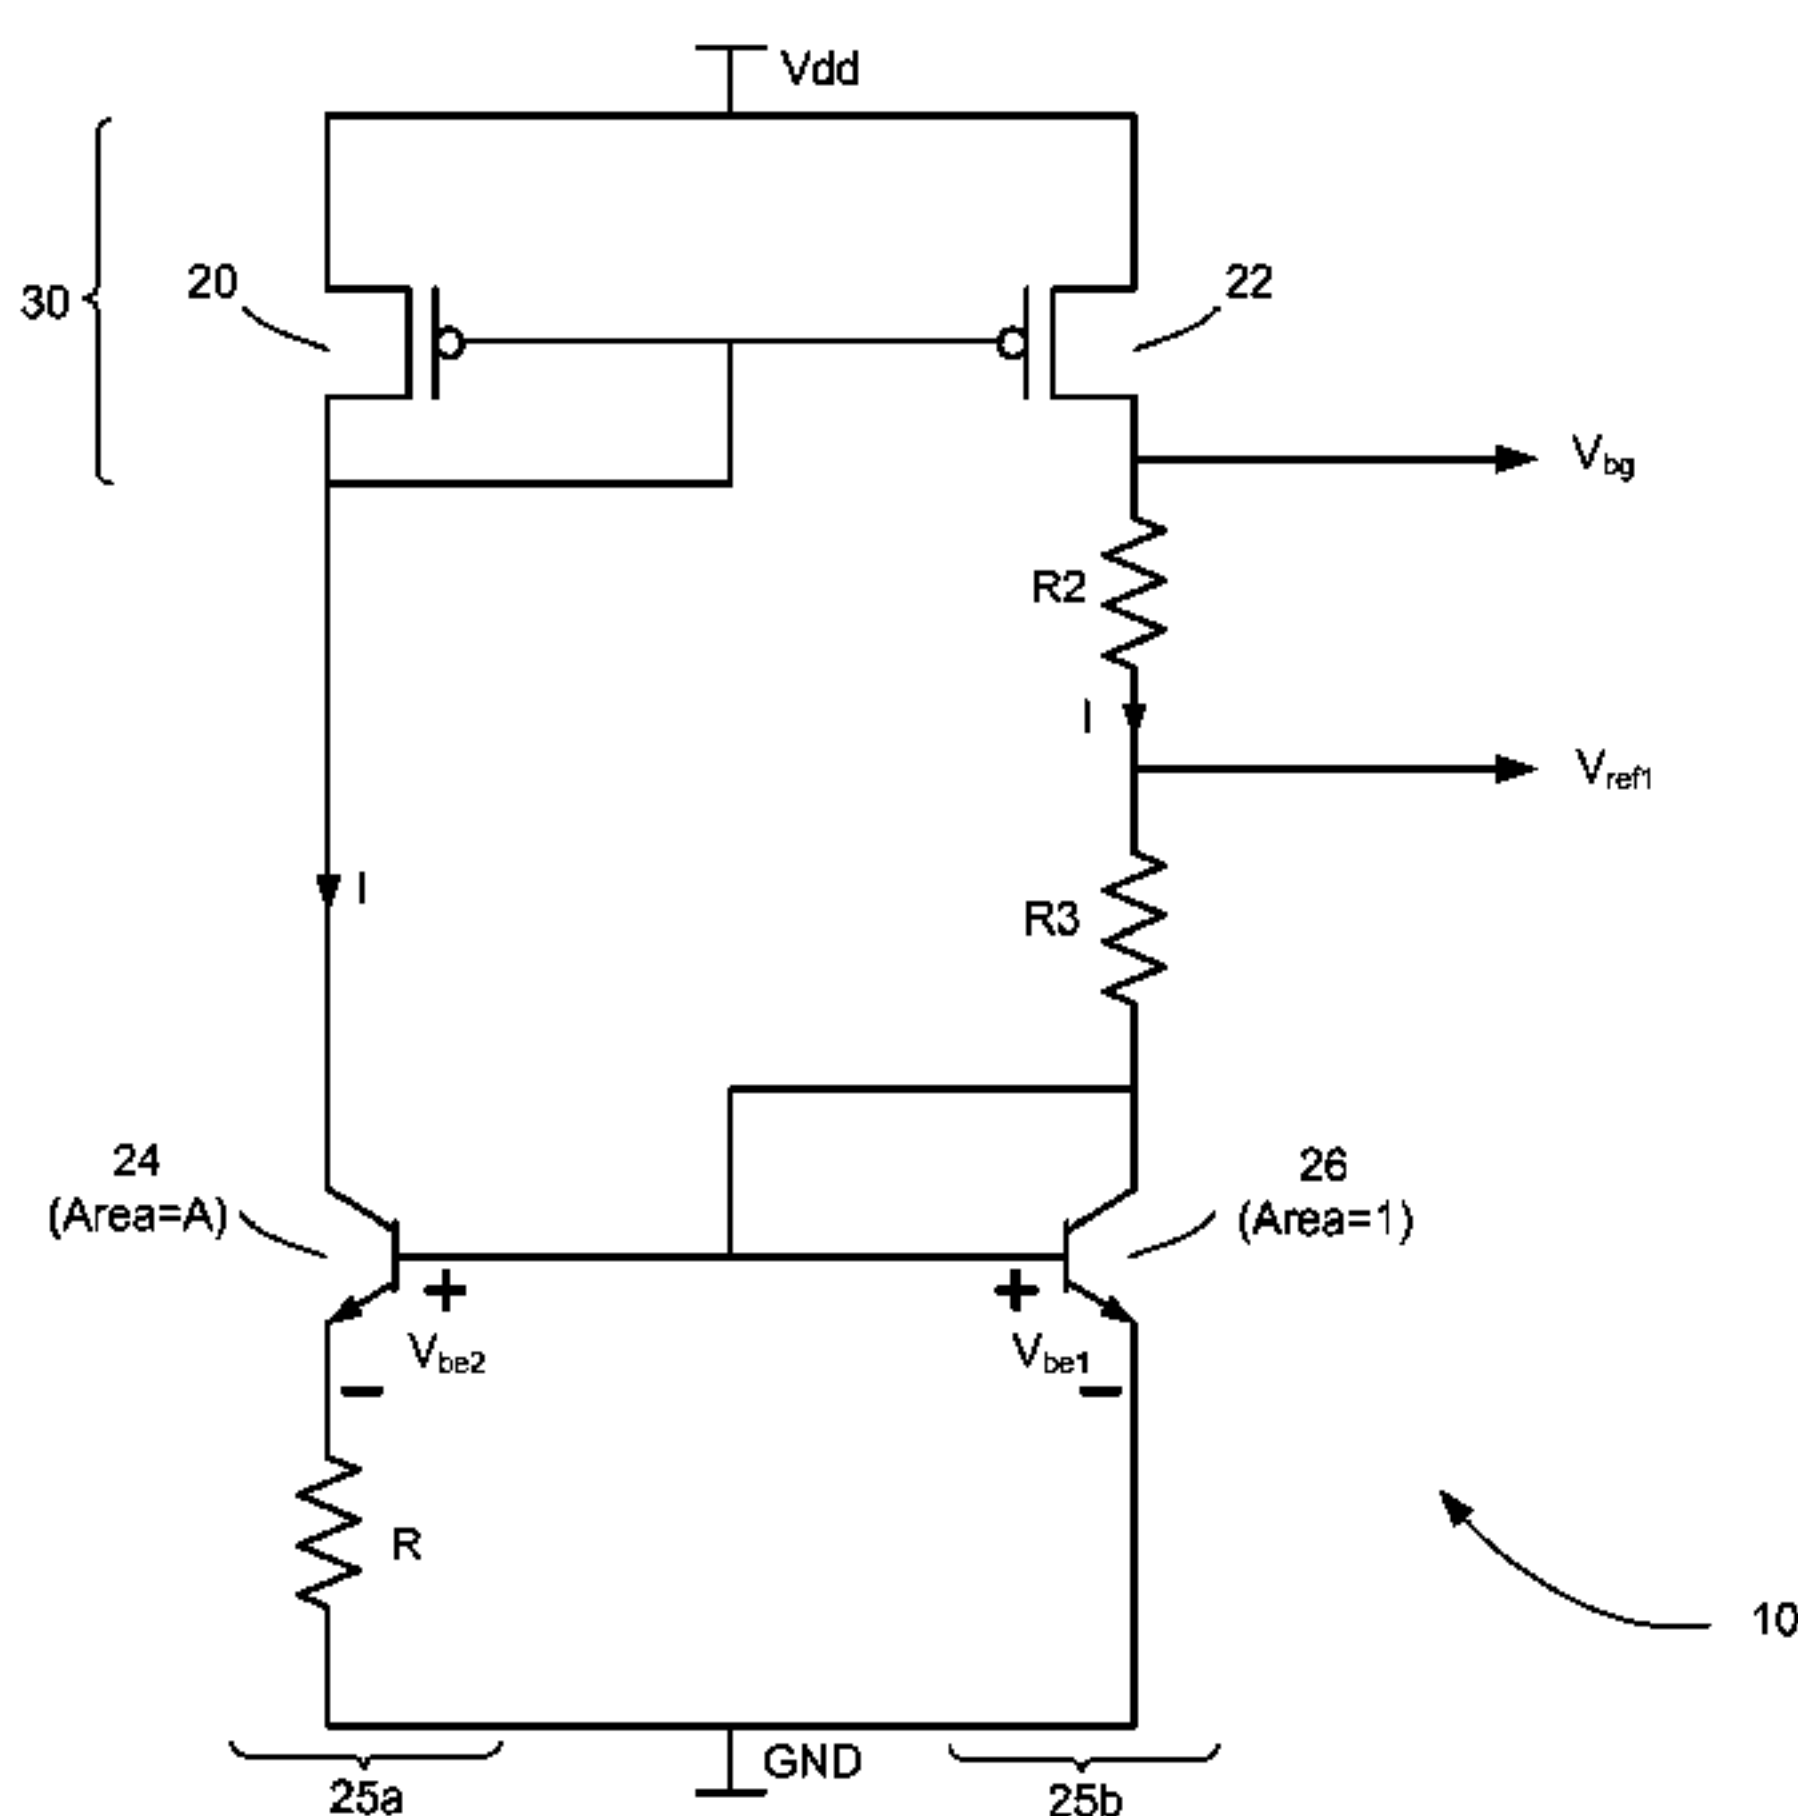 Vdd
30
20
22
Vbg
R2
I
Vref1
I
R3
24
(Area=A)
26
(Area=1)
+
+
Vbe2
Vbe1
R
10
GND
25a
25b